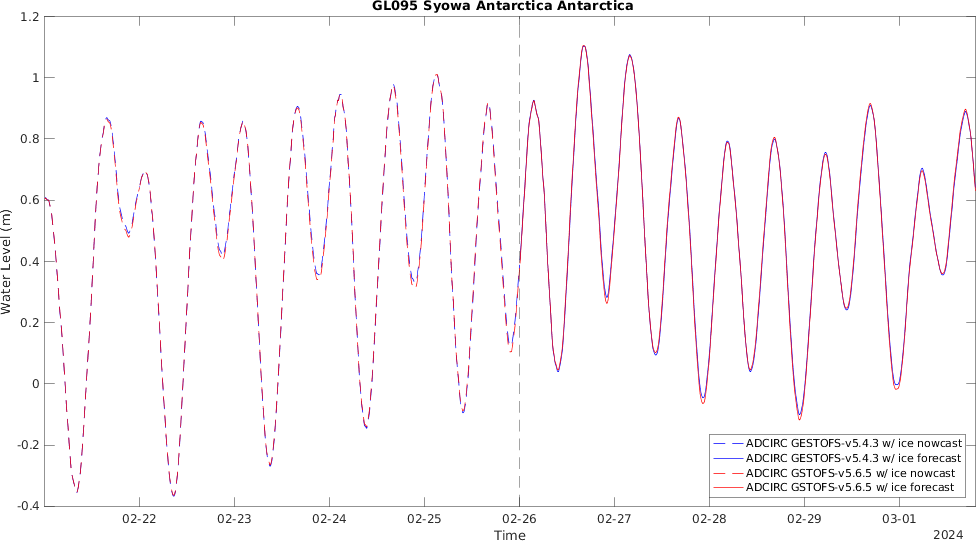 GL095 Syowa Antarctica Antarctica
1.2
1
0.8
0.6
0.4
0.2
0
-0.2
-0.4
Water Level (m)
ADCIRC GESTOFS-v5.4.3 w/ ice nowcast
ADCIRC GESTOFS-v5.4.3 w/ ice forecast
ADCIRC GSTOFS-v5.6.5 w/ ice nowcast
ADCIRC GSTOFS-v5.6.5 w/ ice forecast
02-22 02-23 02-24 02-25 02-26 02-27 02-28 02-29 03-01
Time
2024